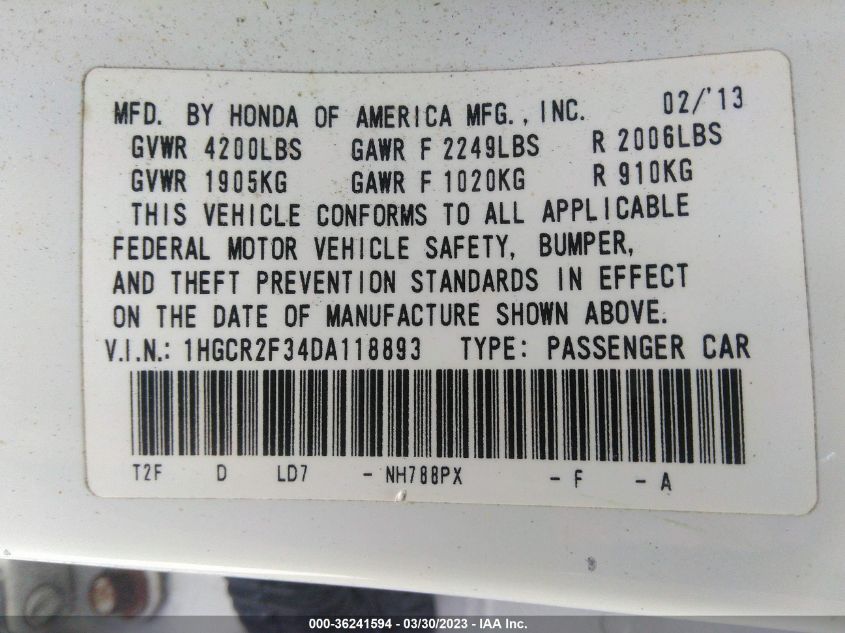 MFD. BY HONDA OF AMERICA MFG., INC. 02/'13
GVWR 4200LBS GAWR F 2249LBS R 2006LBS
GVWR 1905KG GAWR F 1020KG R 910KG
THIS VEHICLE CONFORMS TO ALL APPLICABLE
FEDERAL MOTOR VEHICLE SAFETY, BUMPER,
AND THEFT PREVENTION STANDARDS IN EFFECT
ON THE DATE OF MANUFACTURE SHOWN ABOVE.
V.I.N.: 1HGCR2F34DA118893 TYPE: PASSENGER CAR
T2F D LD7 - NH788PX - F - A
000-36241594 - 03/30/2023 - IAA Inc.